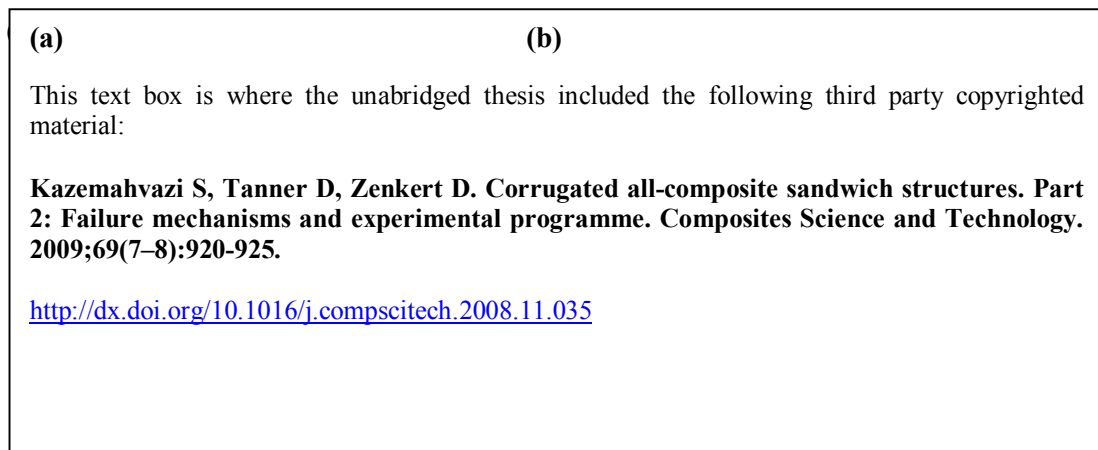 (a) (b)
This text box is where the unabridged thesis included the following third party copyrighted
material:
Kazemahvazi S, Tanner D, Zenkert D. Corrugated all-composite sandwich structures. Part
2: Failure mechanisms and experimental programme. Composites Science and Technology.
2009;69(7–8):920-925.
http://dx.doi.org/10.1016/j.compscitech.2008.11.035